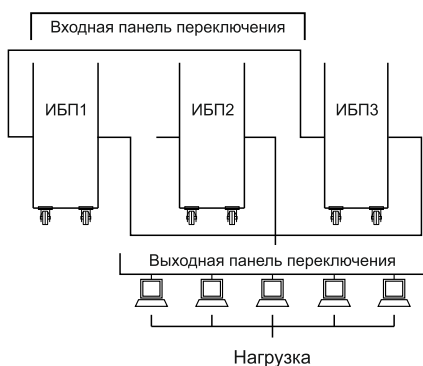 Входная панель переключения
ИБП1 ИБП2 ИБП3
Выходная панель переключения
Нагрузка